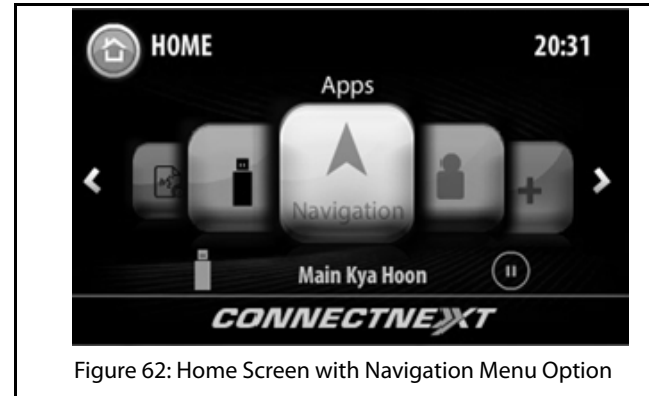 HOME 20:31
Apps
Navigation
Main Kya Hoon
CONNECTNEXT
Figure 62: Home Screen with Navigation Menu Option